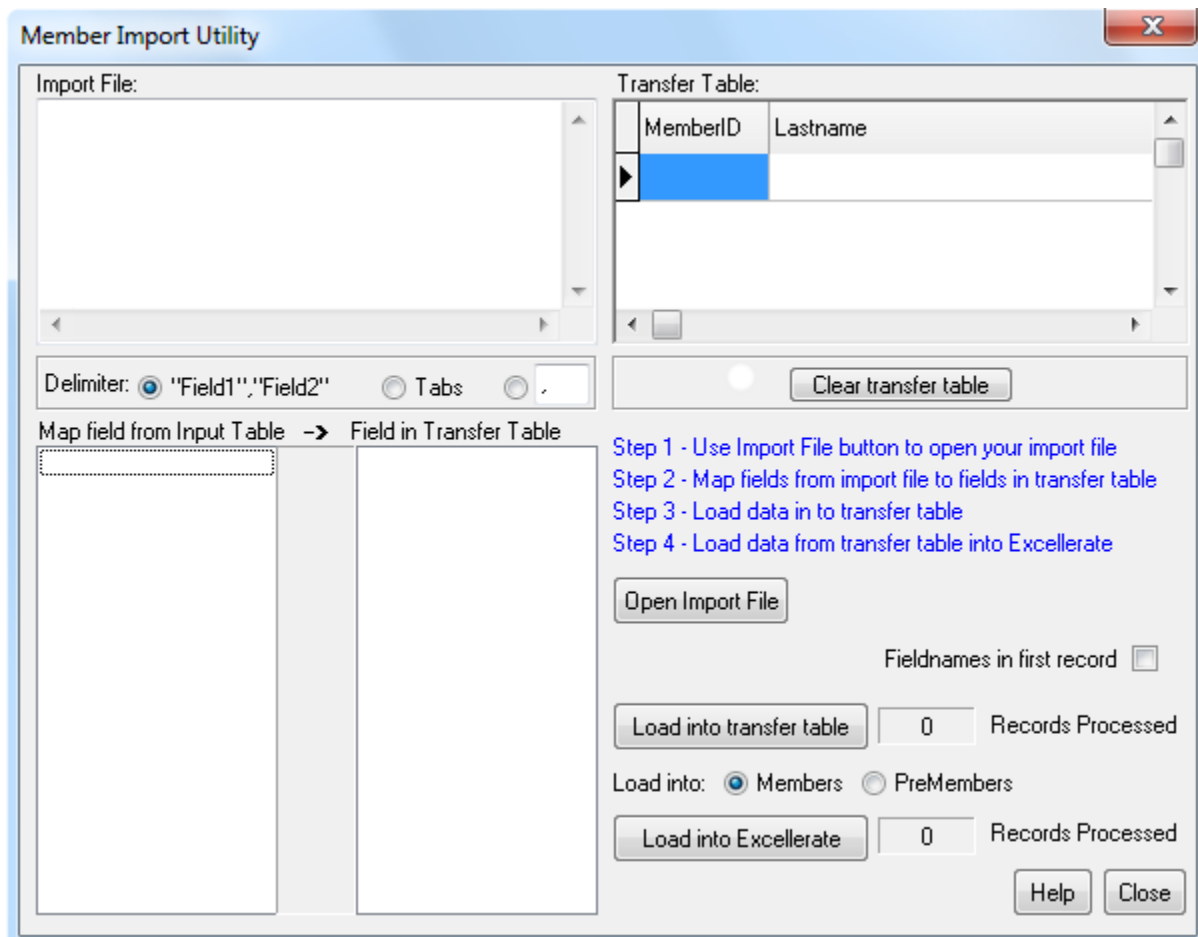 Member Import Utility
Import File:
Transfer Table:
MemberID Lastname
Delimiter: "Field1","Field2" Tabs ,
Clear transfer table
Map field from Input Table -> Field in Transfer Table
Step 1 - Use Import File button to open your import file
Step 2 - Map fields from import file to fields in transfer table
Step 3 - Load data in to transfer table
Step 4 - Load data from transfer table into Excellerate
Open Import File
Fieldnames in first record
Load into transfer table 0 Records Processed
Load into: Members PreMembers
Load into Excellerate 0 Records Processed
Help Close